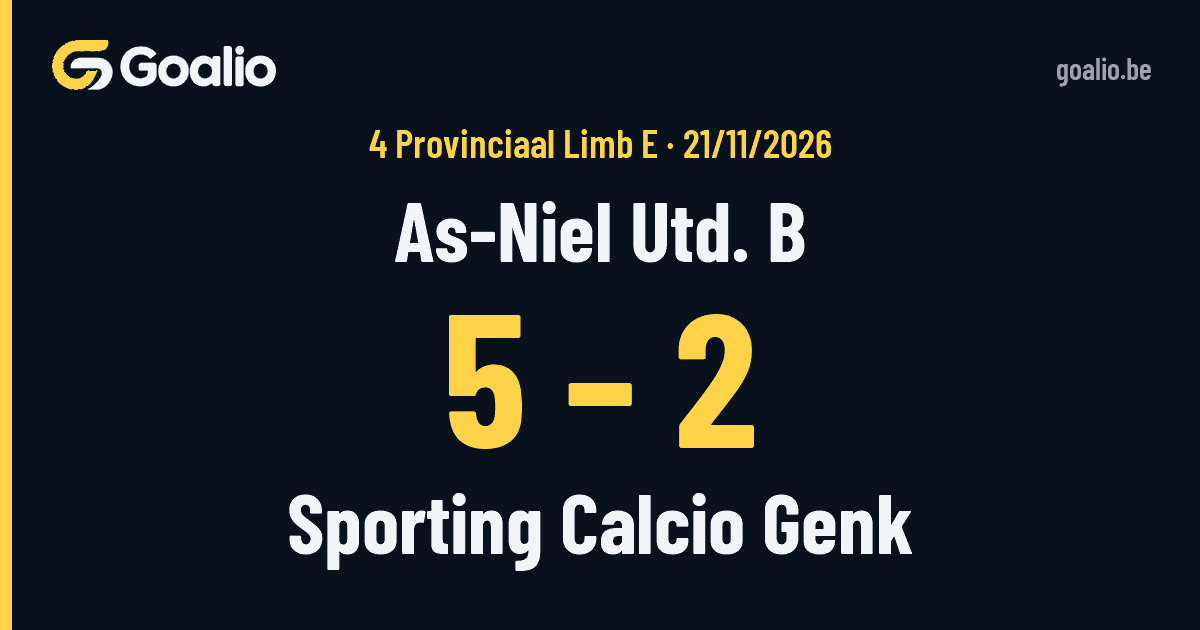 Goalio
goalio.be
4 Provinciaal Limb E · 21/11/2026
As-Niel Utd. B
5 – 2
Sporting Calcio Genk